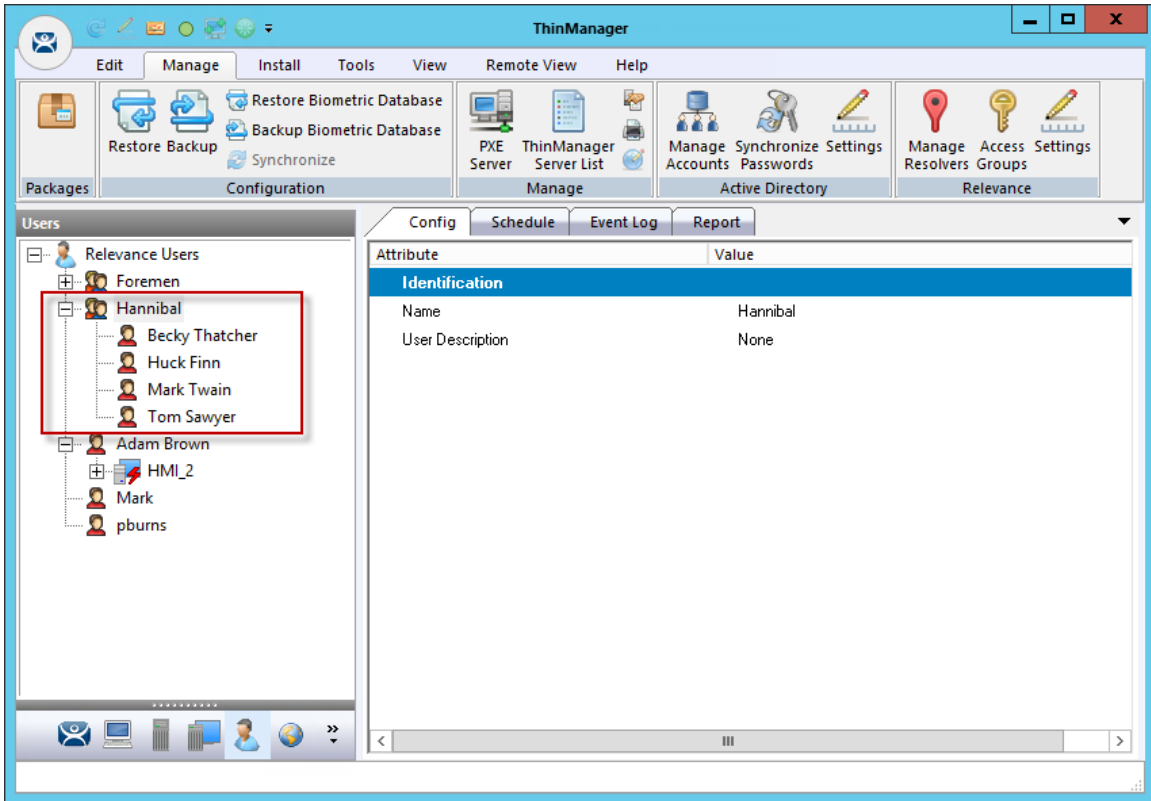 ThinManager
Edit Manage Install Tools View Remote View Help
Restore Biometric Database
Backup Biometric Database
Synchronize
Restore Backup
PXE Server
ThinManager Server List
Manage Accounts
Synchronize Passwords
Settings
Manage Resolvers
Access Groups
Settings
Packages Configuration Manage Active Directory Relevance
Users
Relevance Users
Foremen
Hannibal
Becky Thatcher
Huck Finn
Mark Twain
Tom Sawyer
Adam Brown
HMI_2
Mark
pburns
Config Schedule Event Log Report
Attribute Value
Identification
Name Hannibal
User Description None